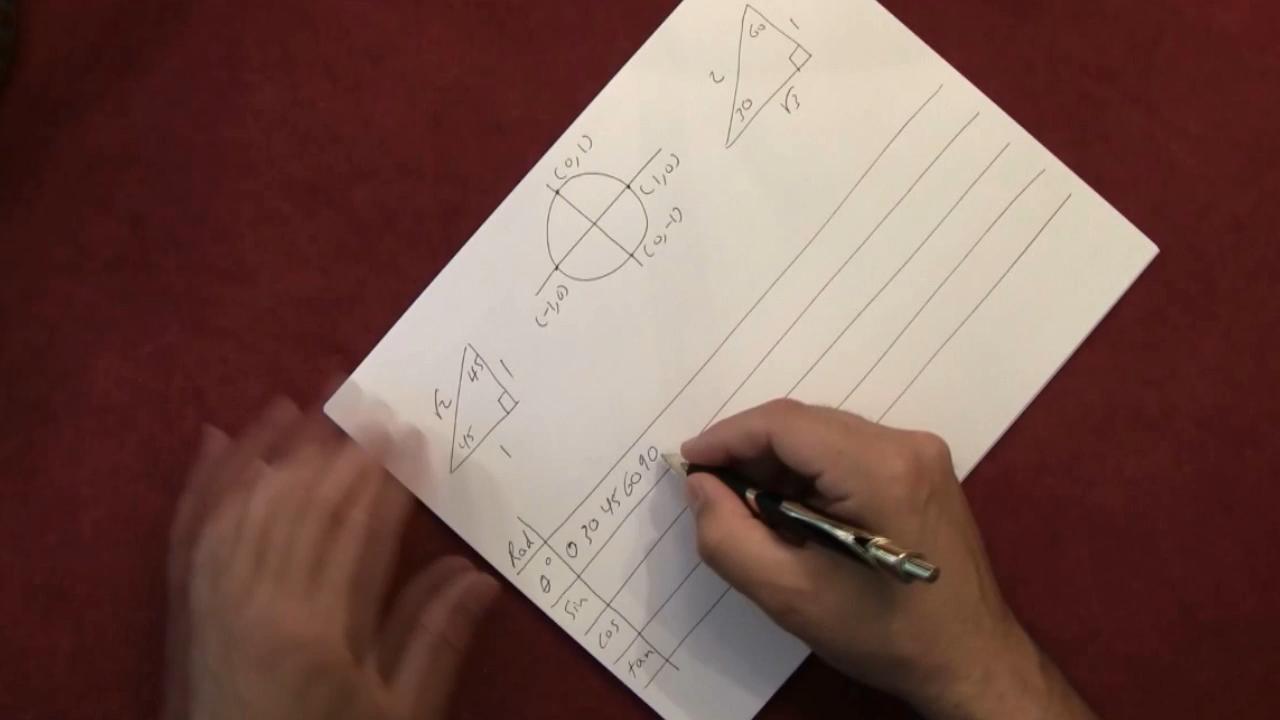 √2 45
45 1
1
(0,1)
(-1,0) (1,0)
(0,-1)
2 60 1
30 √3
Rad
θ° 0 30 45 60 90
Sin
Cos
tan